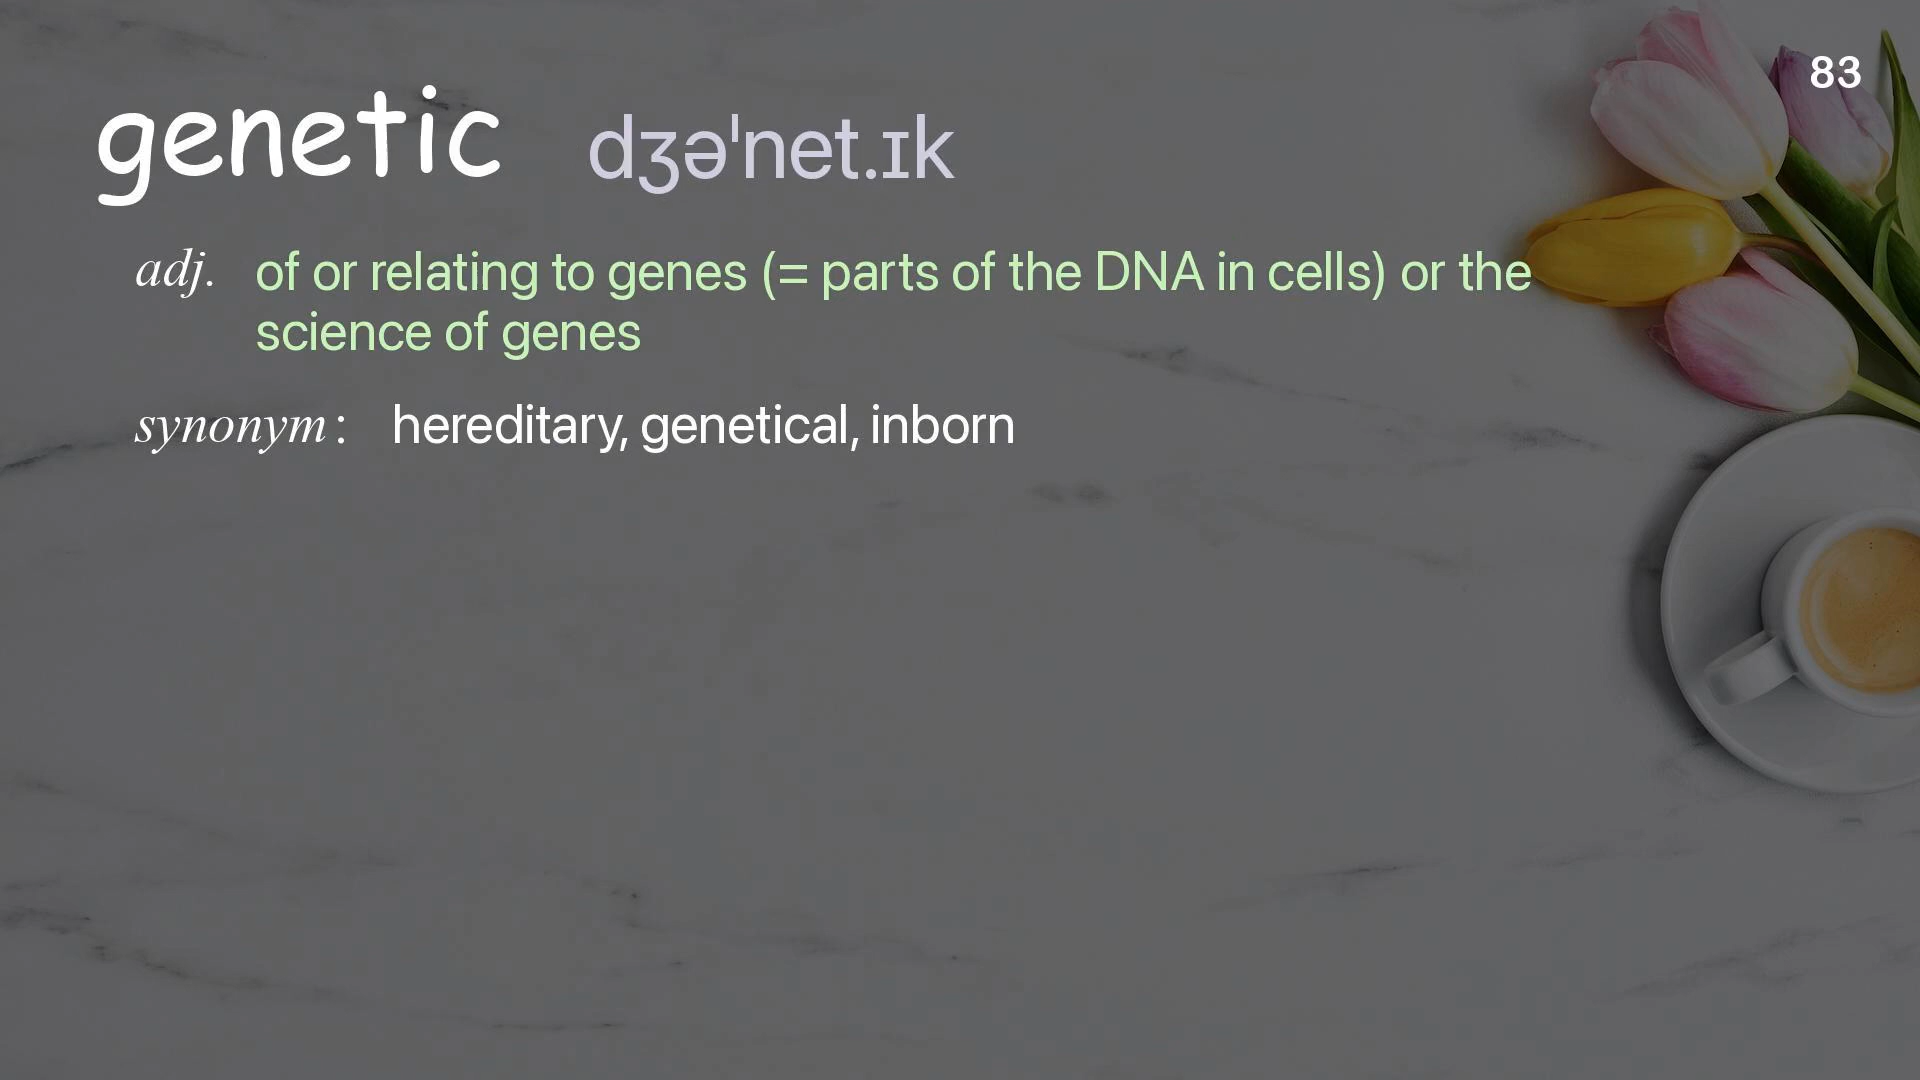 83
genetic dʒəˈnet.ɪk
adj. of or relating to genes (= parts of the DNA in cells) or the
science of genes
synonym : hereditary, genetical, inborn